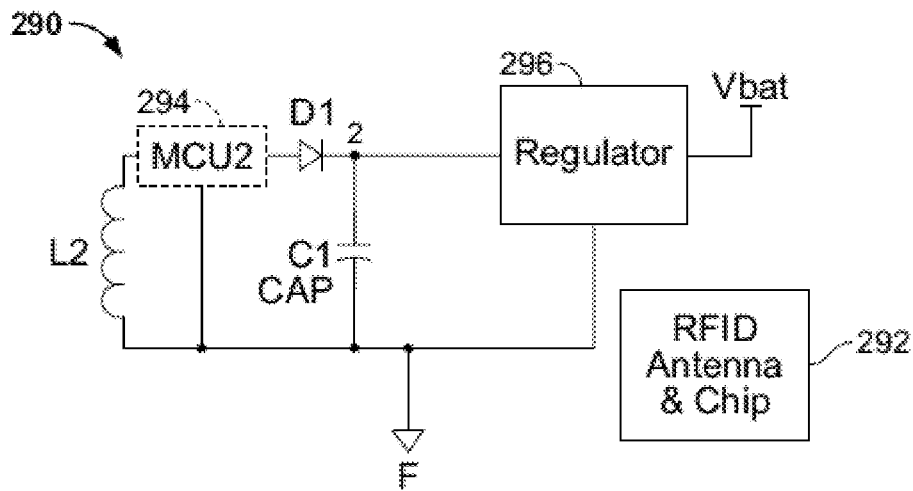 290
296
Vbat
294
D1
2
MCU2
Regulator
L2
C1
CAP
RFID
Antenna
& Chip
292
F